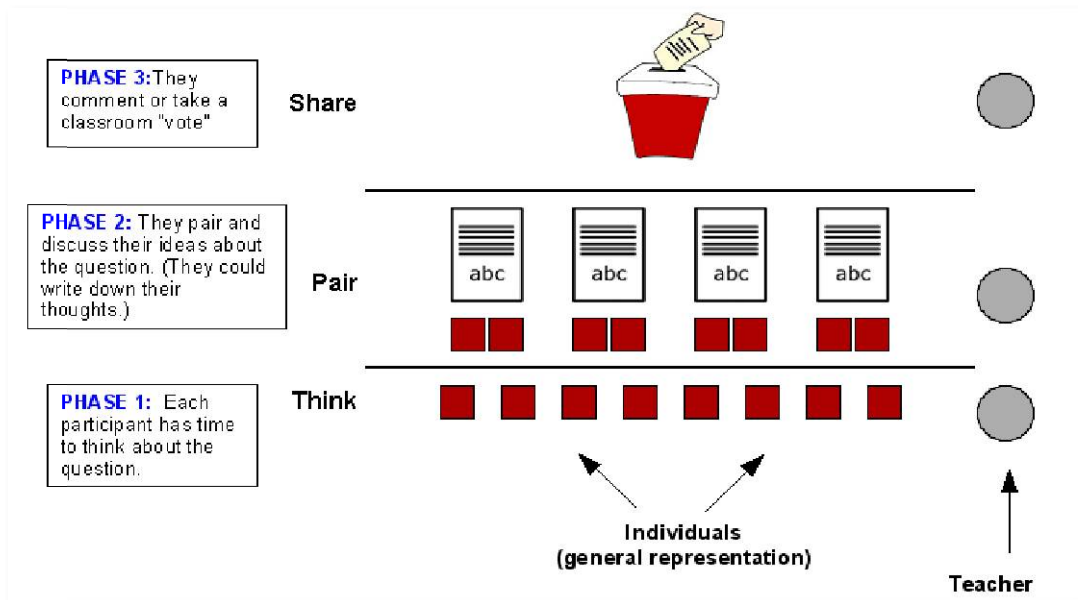 PHASE 3:They
comment or take a
classroom "vote"
Share
PHASE 2: They pair and
discuss their ideas about
the question. (They could
write down their
thoughts.)
Pair
abc
abc
abc
abc
PHASE 1: Each
participant has time
to think about the
question.
Think
Individuals
(general representation)
Teacher